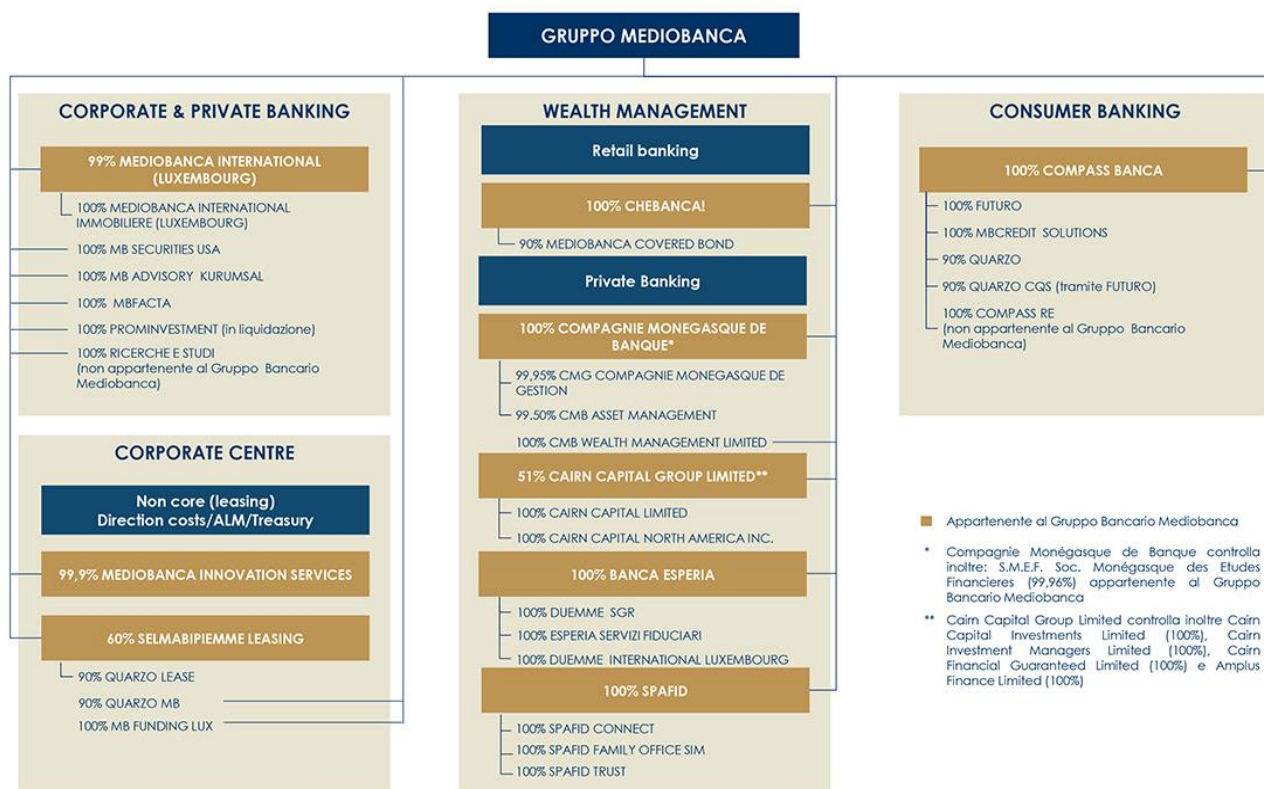 GRUPPO MEDIOBANCA
CORPORATE & PRIVATE BANKING
99% MEDIOBANCA INTERNATIONAL
(LUXEMBOURG)
100% MEDIOBANCA INTERNATIONAL
IMMOBILIERE (LUXEMBOURG)
100% MB SECURITIES USA
100% MB ADVISORY KURUMSAL
100% MBFACTA
100% PROMINVESTMENT (in liquidazione)
100% RICERCHE E STUDI
(non appartenente al Gruppo Bancario
Mediobanca)
CORPORATE CENTRE
Non core (leasing)
Direction costs/ALM/Treasury
99,9% MEDIOBANCA INNOVATION SERVICES
60% SELMABIPIEMME LEASING
90% QUARZO LEASE
90% QUARZO MB
100% MB FUNDING LUX
WEALTH MANAGEMENT
Retail banking
100% CHEBANCA!
90% MEDIOBANCA COVERED BOND
Private Banking
100% COMPAGNIE MONEGASQUE DE
BANQUE*
99,95% CMG COMPAGNIE MONEGASQUE DE
GESTION
99.50% CMB ASSET MANAGEMENT
100% CMB WEALTH MANAGEMENT LIMITED
51% CAIRN CAPITAL GROUP LIMITED**
100% CAIRN CAPITAL LIMITED
100% CAIRN CAPITAL NORTH AMERICA INC.
100% BANCA ESPERIA
100% DUEMME SGR
100% ESPERIA SERVIZI FIDUCIARI
100% DUEMME INTERNATIONAL LUXEMBOURG
100% SPAFID
100% SPAFID CONNECT
100% SPAFID FAMILY OFFICE SIM
100% SPAFID TRUST
CONSUMER BANKING
100% COMPASS BANCA
100% FUTURO
100% MBCREDIT SOLUTIONS
90% QUARZO
90% QUARZO CQS (tramite FUTURO)
100% COMPASS RE
(non appartenente al Gruppo Bancario
Mediobanca)
Appartenente al Gruppo Bancario Mediobanca
* Compagnie Monégasque de Banque controlla
inoltre: S.M.E.F. Soc. Monégasque des Etudes
Financieres (99,96%) appartenente al Gruppo
Bancario Mediobanca
** Cairn Capital Group Limited controlla inoltre Cairn
Capital Investments Limited (100%), Cairn
Investment Managers Limited (100%), Cairn
Financial Guaranteed Limited (100%) e Amplus
Finance Limited (100%)